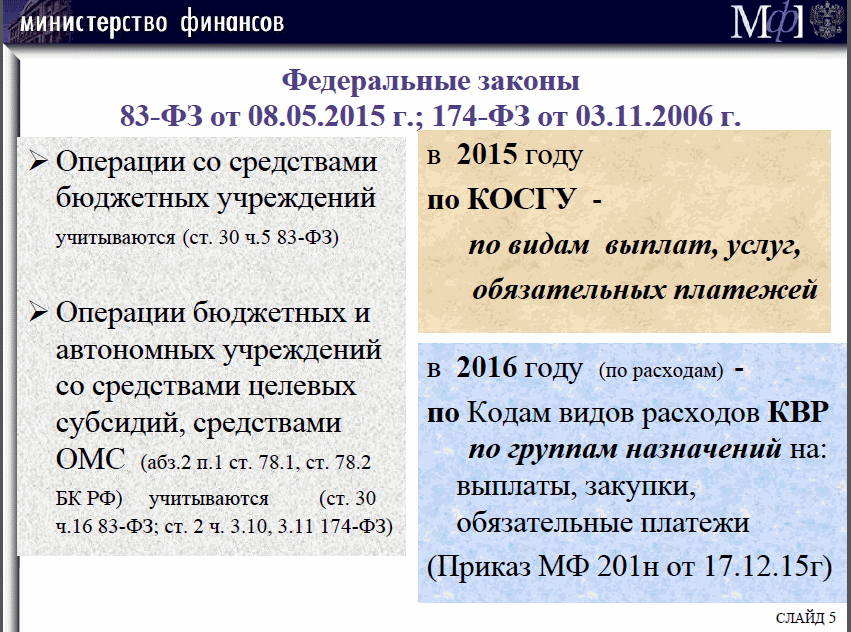 министерство финансов
Мф]
Федеральные законы
83-ФЗ от 08.05.2015 г.; 174-ФЗ от 03.11.2006 г.
Операции со средствами
бюджетных учреждений
учитываются (ст. 30 ч.5 83-ФЗ)
Операции бюджетных и
автономных учреждений
со средствами целевых
субсидий, средствами
ОМС (абз.2 п.1 ст. 78.1, ст. 78.2
БК РФ) учитываются (ст. 30
ч.16 83-ФЗ; ст. 2 ч. 3.10, 3.11 174-ФЗ)
в 2015 году
по КОСГУ -
по видам выплат, услуг,
обязательных платежей
в 2016 году (по расходам) -
по Кодам видов расходов КВР
по группам назначений на:
выплаты, закупки,
обязательные платежи
(Приказ МФ 201н от 17.12.15г)
СЛАЙД 5